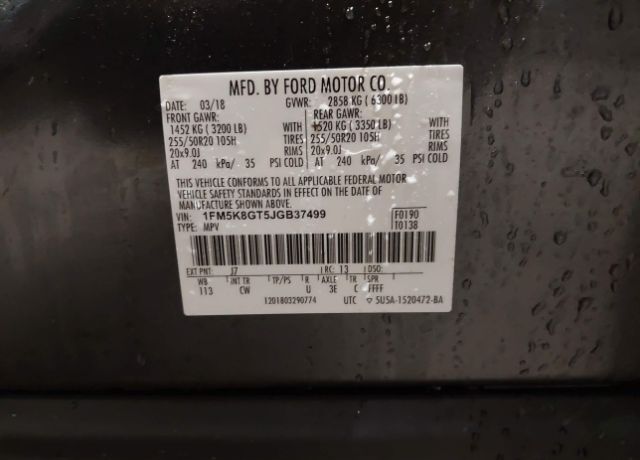 MFD. BY FORD MOTOR CO.
DATE: 03/18 GVWR: 2858 KG ( 6300 LB)
FRONT GAWR: REAR GAWR:
1452 KG ( 3200 LB) WITH 1520 KG ( 3350 LB) WITH
255/50R20 105H TIRES 255/50R20 105H TIRES
20x9.0J RIMS 20x9.0J RIMS
AT 240 kPa/ 35 PSI COLD AT 240 kPa/ 35 PSI COLD
THIS VEHICLE CONFORMS TO ALL APPLICABLE FEDERAL MOTOR
VEHICLE SAFETY STANDARDS IN EFFECT ON THE DATE OF
MANUFACTURE SHOWN ABOVE.
VIN: 1FM5K8GT5JGB37499 F0190
TYPE: MPV T0138
EXT PNT: J7 RC: 13 DSO:
WB INT TR TP/PS R AXLE TR SPR
113 CW U 3E C FFFF
1201803290774 UTC 5U5A-1520472-BA